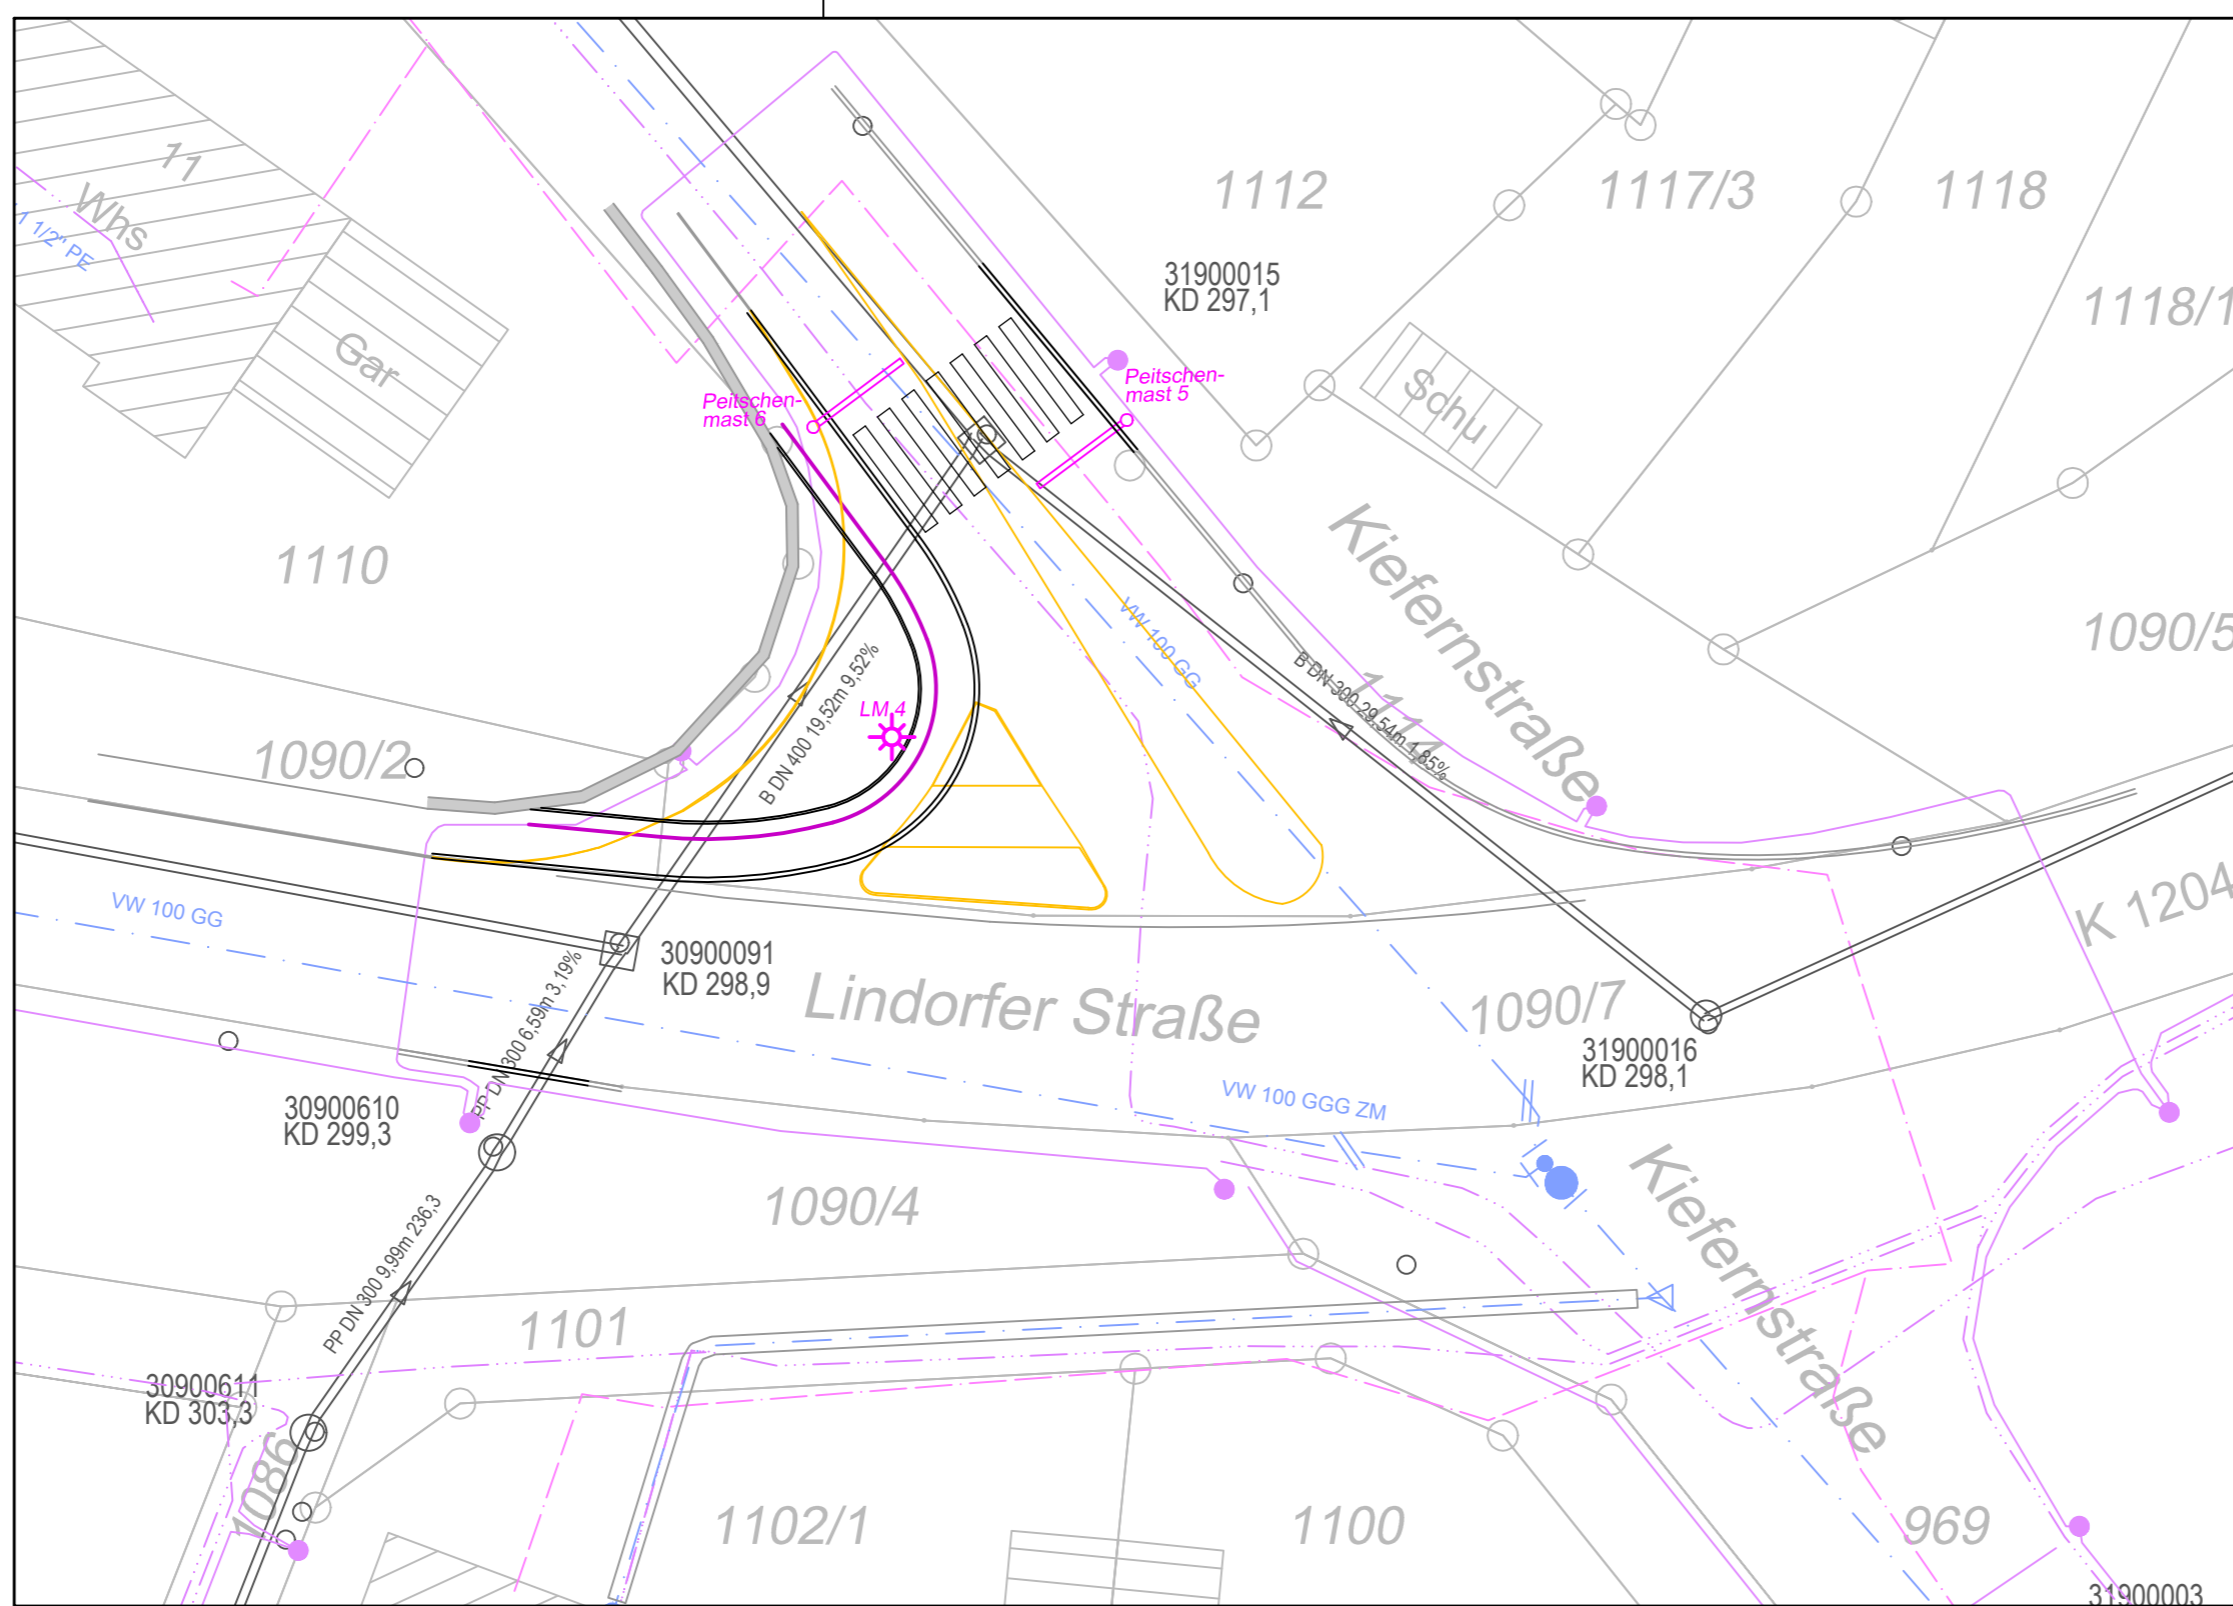 11
Whs
1 1/2" PE
Gar
1112
1117/3
1118
31900015
KD 297,1
1118/1
Peitschen-
mast 5
Peitschen-
mast 6
Schu
1110
Kiefernstraße
VW 100 GG
1090/5
B DN 400 19,52m 9,52%
B DN 300 29,54m 1,85%
1114
LM 4
1090/2
VW 100 GG
K 1204
30900091
KD 298,9
Lindorfer Straße
1090/7
PP DN 300 6,59m 3,19%
31900016
KD 298,1
VW 100 GGG ZM
30900610
KD 299,3
1090/4
Kiefernstraße
PP DN 300 9,99m 236,3
1101
30900611
KD 303,3
1086
1102/1
1100
969
31900003